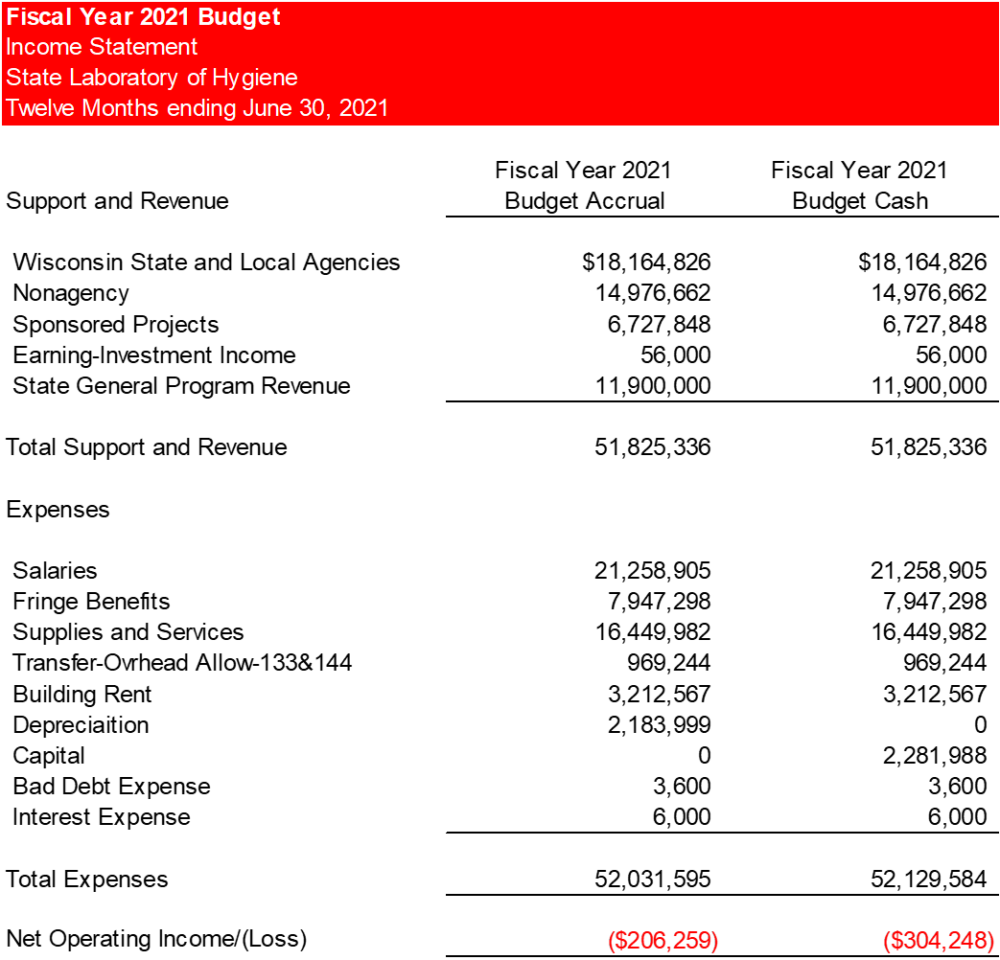 Fiscal Year 2021 Budget
Income Statement
State Laboratory of Hygiene
Twelve Months ending June 30, 2021
Fiscal Year 2021 Fiscal Year 2021
Support and Revenue Budget Accrual Budget Cash
Wisconsin State and Local Agencies $18,164,826 $18,164,826
Nonagency 14,976,662 14,976,662
Sponsored Projects 6,727,848 6,727,848
Earning-Investment Income 56,000 56,000
State General Program Revenue 11,900,000 11,900,000
Total Support and Revenue 51,825,336 51,825,336
Expenses
Salaries 21,258,905 21,258,905
Fringe Benefits 7,947,298 7,947,298
Supplies and Services 16,449,982 16,449,982
Transfer-Ovrhead Allow-133&144 969,244 969,244
Building Rent 3,212,567 3,212,567
Depreciaition 2,183,999 0
Capital 0 2,281,988
Bad Debt Expense 3,600 3,600
Interest Expense 6,000 6,000
Total Expenses 52,031,595 52,129,584
Net Operating Income/(Loss) ($206,259) ($304,248)